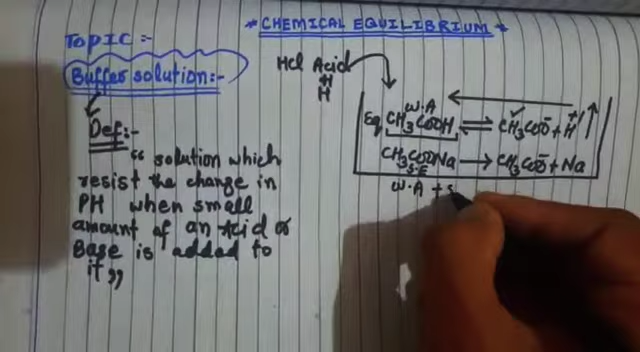 * CHEMICAL EQUILIBRIUM *
TOPIC:-
Buffer solution:-
Def:-
" solution which
resist the change in
PH when small
amount of an Acid or
Base is added to
it "
HCl Acid
H
H
W.A
Eq CH₃COOH ⇌ CH₃COO⁻ + H⁺
CH₃COONa → CH₃COO⁻ + Na
S.E
W.A + S